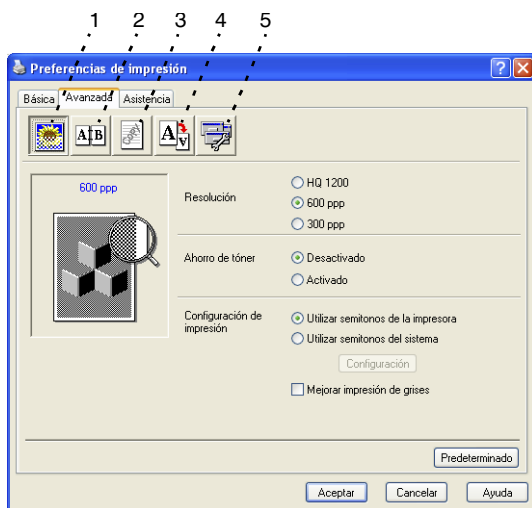 1 2 3 4 5
Preferencias de impresión
Básica Avanzada Asistencia
A B
A V
600 ppp
Resolución
HQ 1200
600 ppp
300 ppp
Ahorro de tóner
Desactivado
Activado
Configuración de
impresión
Utilizar semitonos de la impresora
Utilizar semitonos del sistema
Configuración
Mejorar impresión de grises
Predeterminado
Aceptar Cancelar Ayuda